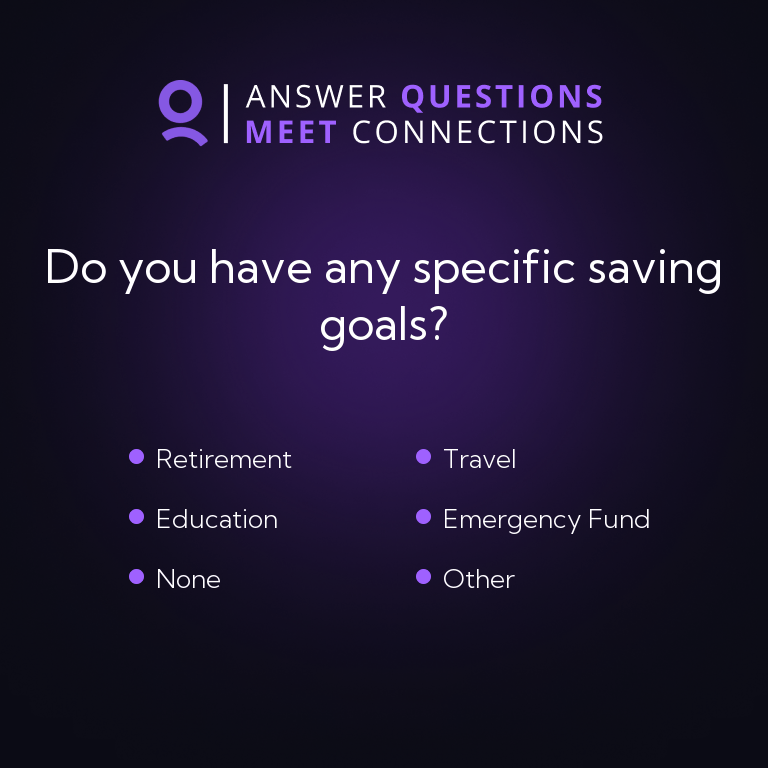 ANSWER QUESTIONS
MEET CONNECTIONS
Do you have any specific saving
goals?
Retirement
Travel
Education
Emergency Fund
None
Other